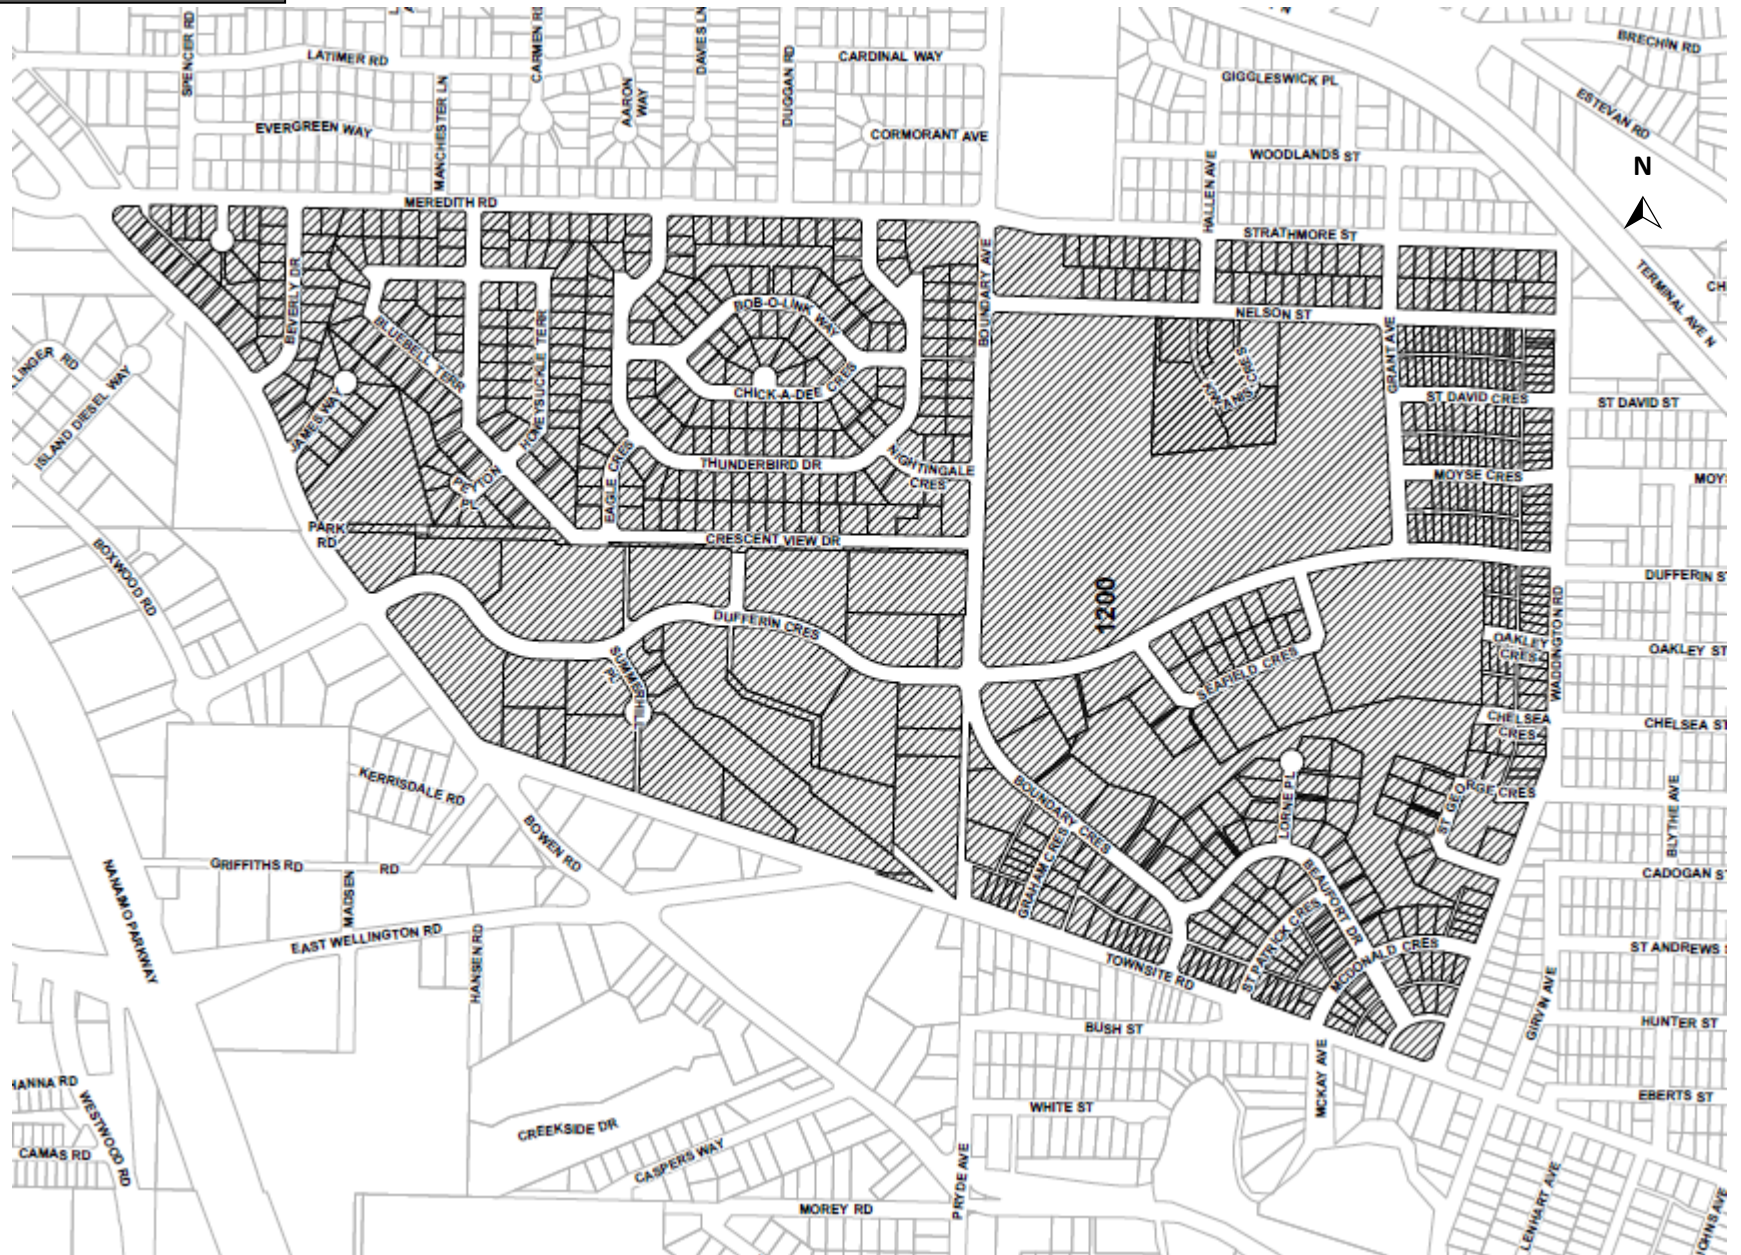 BRECHIN RD
SPENCER RD
LATIMER RD
CARMEN RD
DAVIES LN
DUGGAN RD
CARDINAL WAY
GIGGLESWICK PL
ESTEVAN RD
AARON
WAY
MANCHESTER LN
EVERGREEN WAY
CORMORANT AVE
WOODLANDS ST
HALLEN AVE
N
MEREDITH RD
STRATHMORE ST
TERMINAL AVE N
CH
BEVERLY DR
BOUNDARY AVE
BOB-O-LINK WAY
NELSON ST
BLUEBELL TERR
HONEYSUCKLE TERR
GRANT AVE
LLINGER RD
ISLAND DIESEL WAY
JAMES WAY
CHICK-A-DEE CRES
ST DAVID CRES
ST DAVID ST
EAGLE CRES
THUNDERBIRD DR
NIGHTINGALE
CRES
PEYTON
PL
MOYSE CRES
MOY
PARK
RD
CRESCENT VIEW DR
BOXWOOD RD
1200
DUFFERIN S
WADDINGTON RD
DUFFERIN CRES
OAKLEY
CRES
OAKLEY ST
SUMMERHILL
PL
SEAFIELD CRES
CHELSEA
CRES
CHELSEA ST
KERRISDALE RD
BOUNDARY CRES
LORNE PL
ST GEORGE CRES
BLYTHE AVE
BOWEN RD
GRAHAM CRES
GRIFFITHS RD
RD
MADSEN
BEAUFORT DR
CADOGAN S
NANAIMO PARKWAY
EAST WELLINGTON RD
HANSEN RD
ST PATRICK CRES
MCDONALD CRES
ST ANDREWS
TOWNSITE RD
GIRVIN AVE
BUSH ST
HUNTER ST
HANNA RD
WESTWOOD RD
MCKAY AVE
EBERTS ST
WHITE ST
CREEKSIDE DR
CASPERS WAY
CAMAS RD
PRYDE AVE
MOREY RD
LENHART AVE
OHNS AVE